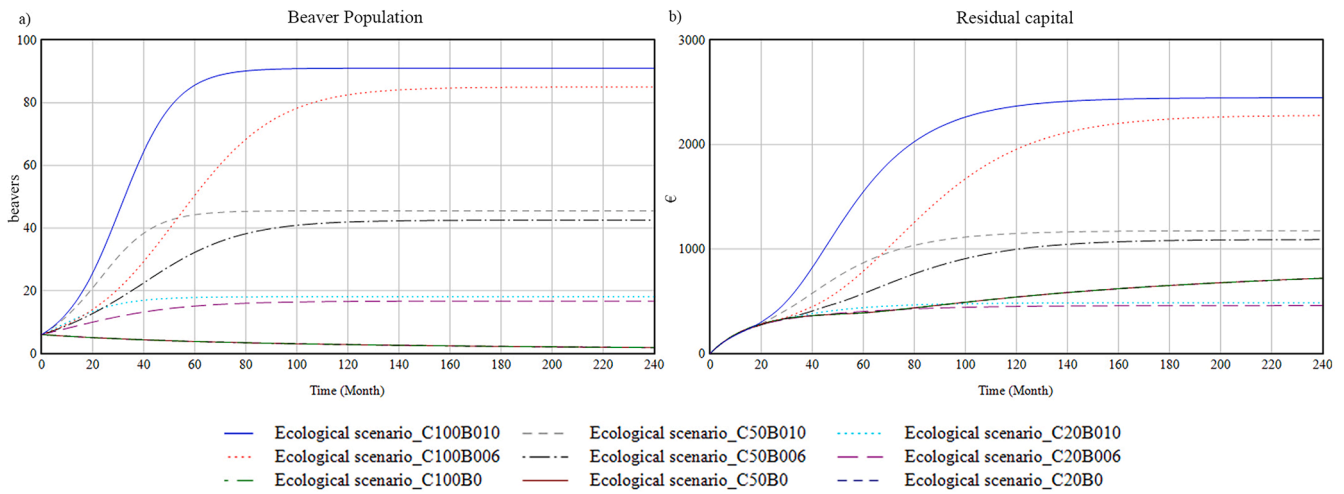 a) Beaver Population
100
80
60
40
20
0
beavers
0 20 40 60 80 100 120 140 160 180 200 220 240
Time (Month)
b) Residual capital
3000
2000
1000
0
€
0 20 40 60 80 100 120 140 160 180 200 220 240
Time (Month)
Ecological scenario_C100B010 Ecological scenario_C50B010 Ecological scenario_C20B010
Ecological scenario_C100B006 Ecological scenario_C50B006 Ecological scenario_C20B006
Ecological scenario_C100B0 Ecological scenario_C50B0 Ecological scenario_C20B0